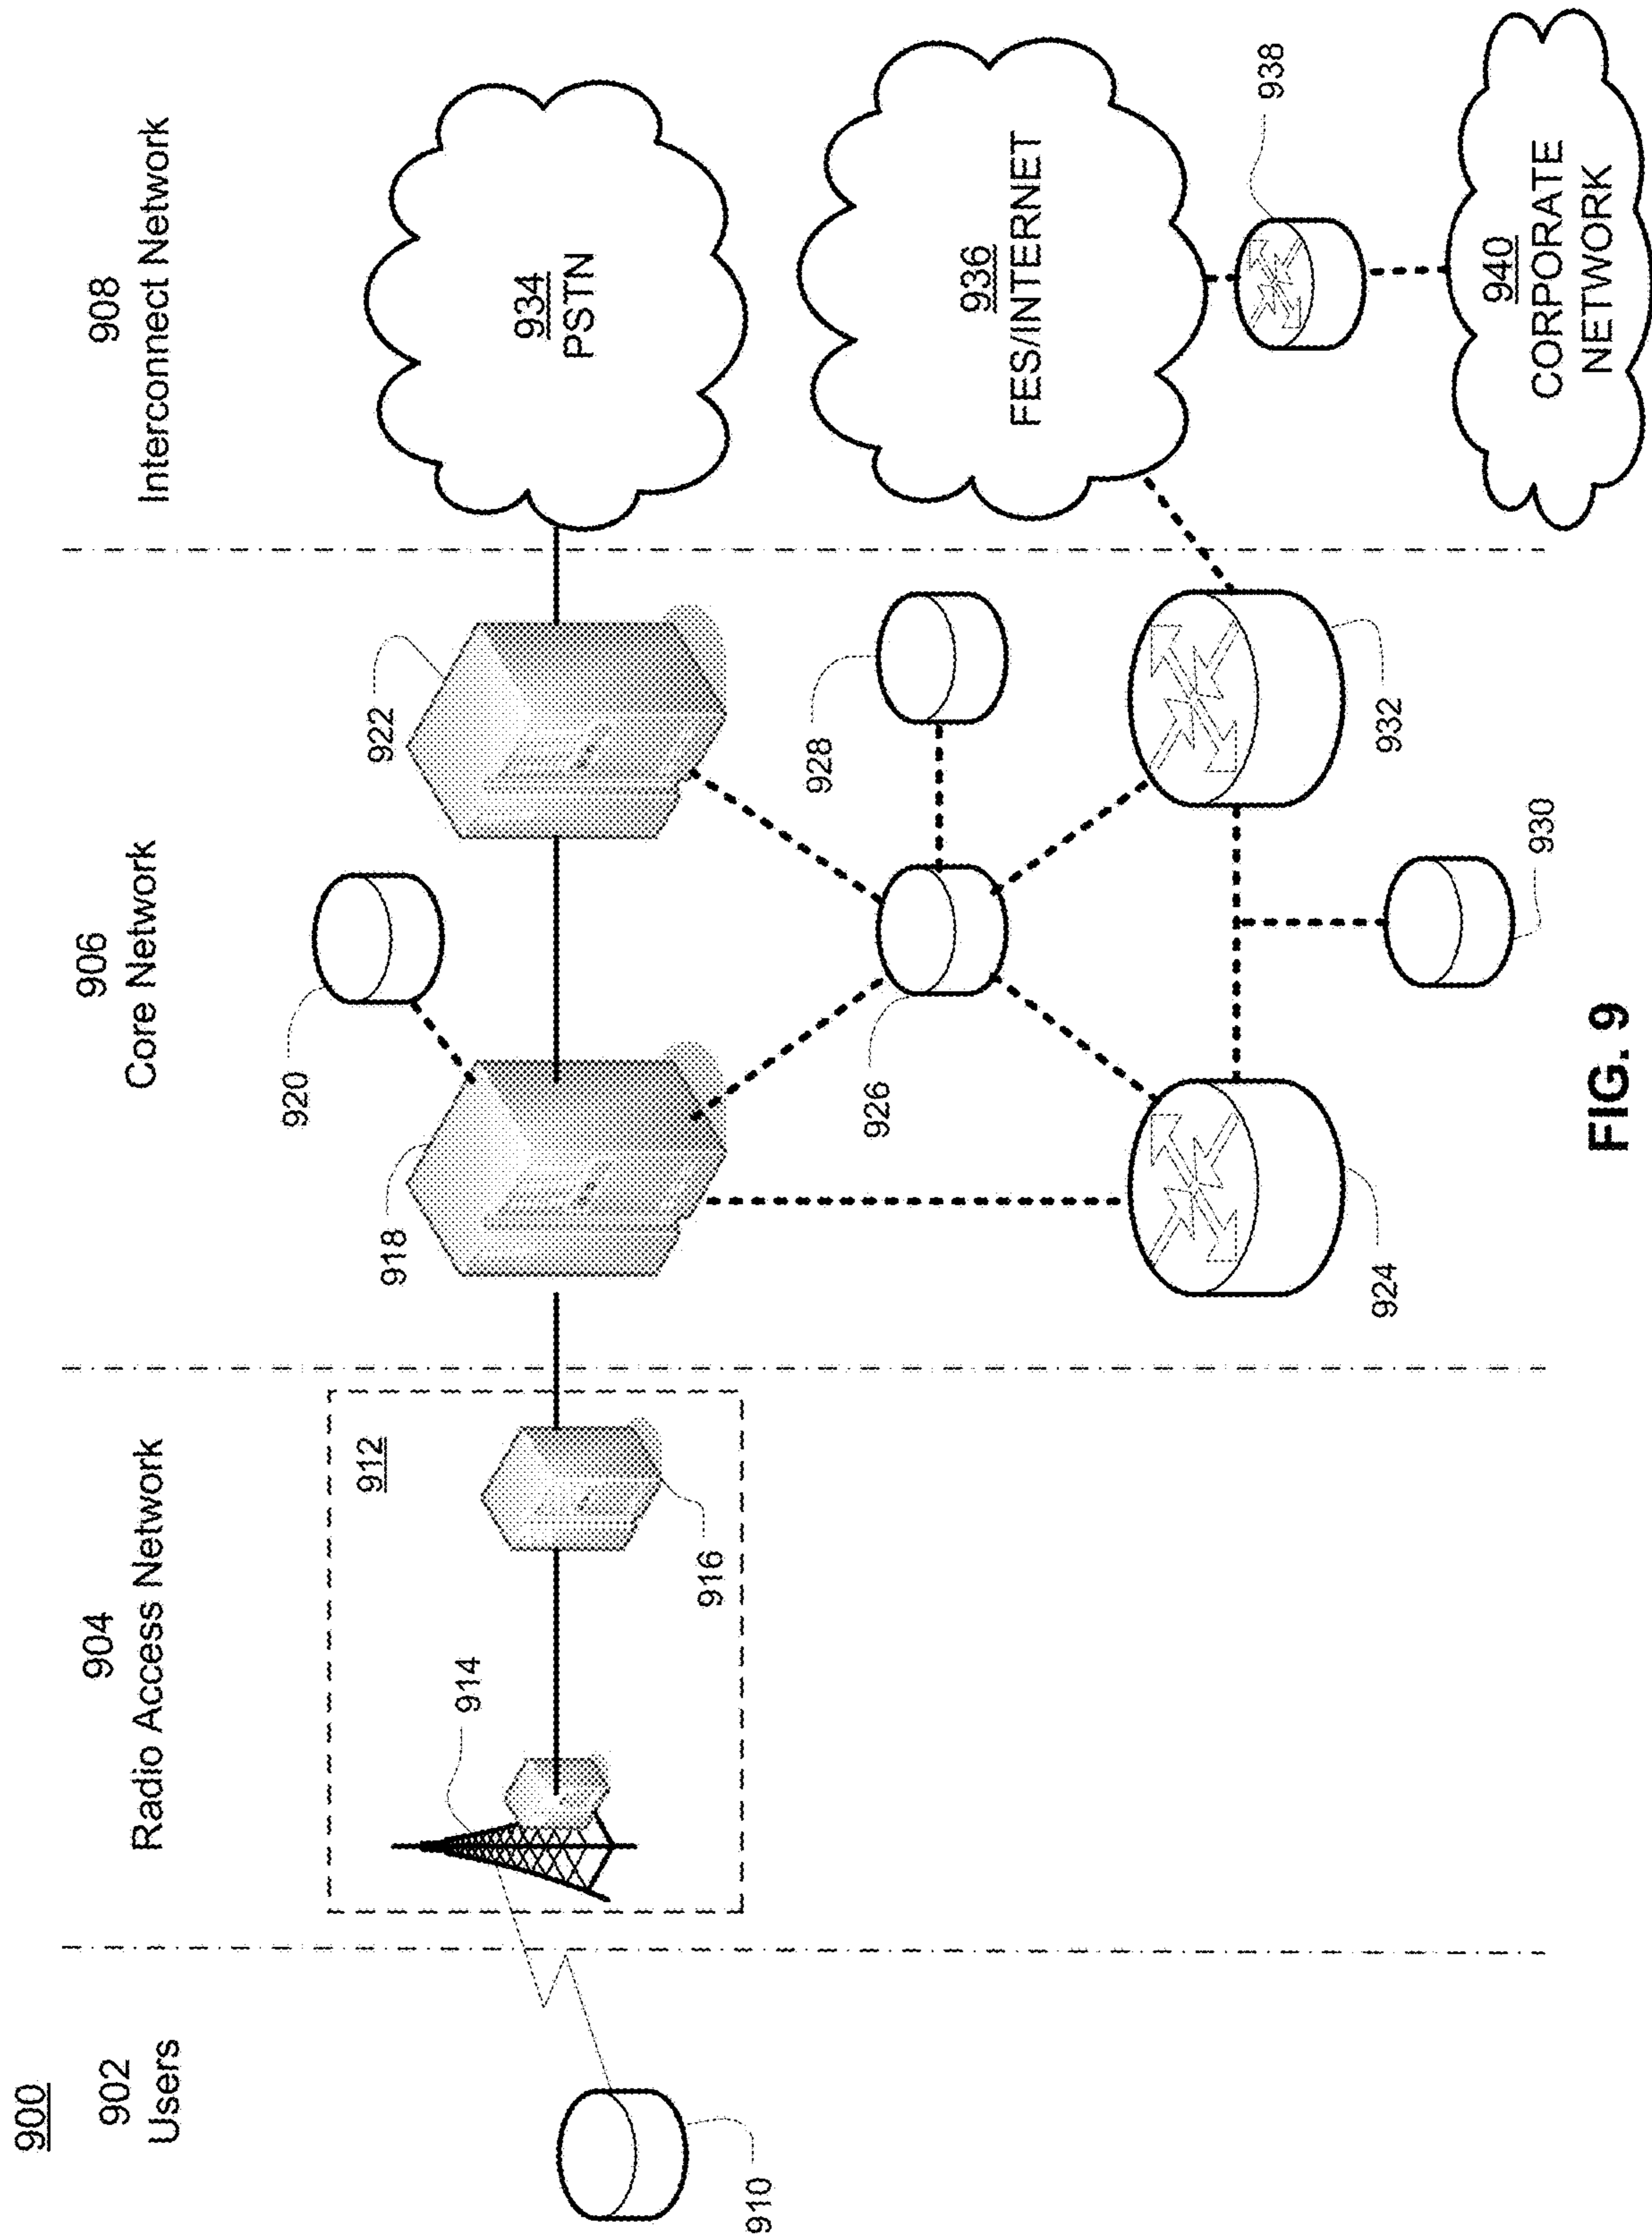 900
902
Users
904
Radio Access Network
906
Core Network
908
Interconnect Network
910
912
914
916
918
920
922
924
926
928
930
932
934
PSTN
936
FES/INTERNET
938
940
CORPORATE
NETWORK
FIG. 9